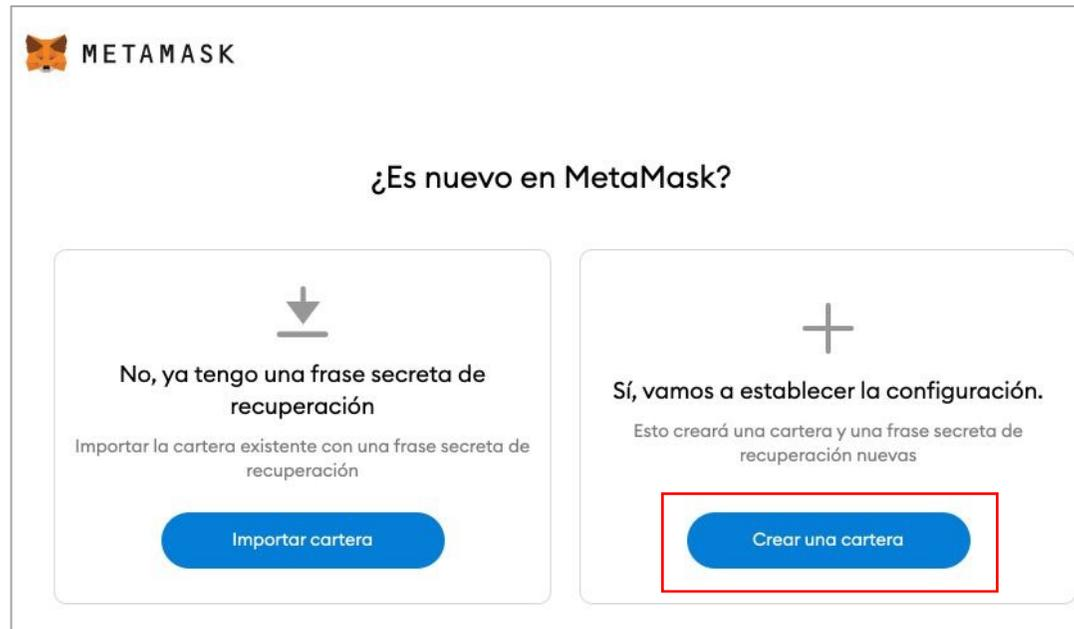 METAMASK
¿Es nuevo en MetaMask?
No, ya tengo una frase secreta de
recuperación
Importar la cartera existente con una frase secreta de
recuperación
Importar cartera
Sí, vamos a establecer la configuración.
Esto creará una cartera y una frase secreta de
recuperación nuevas
Crear una cartera